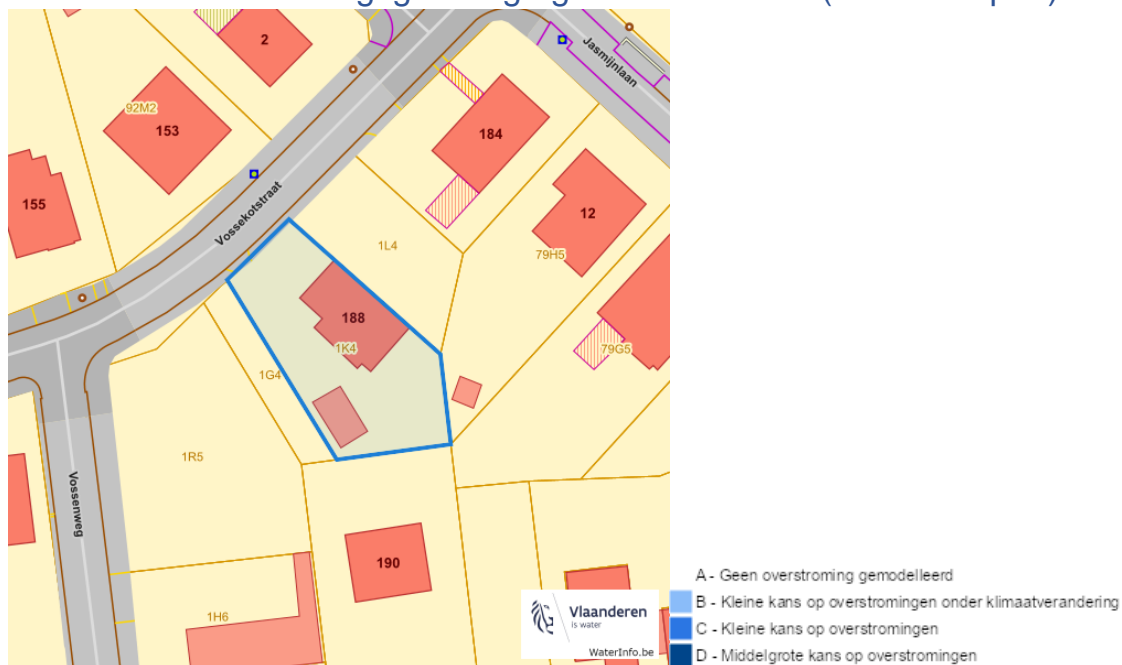 2
Jasmijnlaan
92M2
153
184
155
12
Vossekotstraat
1L4
79H5
188
1K4
79G5
1G4
1R5
Vossenweg
190
1H6
Vlaanderen
is water
WaterInfo.be
A - Geen overstroming gemodelleerd
B - Kleine kans op overstromingen onder klimaatverandering
C - Kleine kans op overstromingen
D - Middelgrote kans op overstromingen